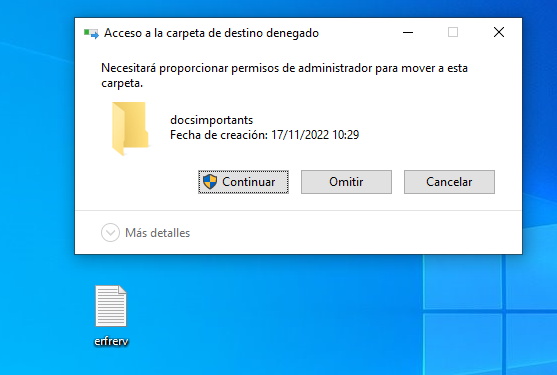 Acceso a la carpeta de destino denegado
Necesitará proporcionar permisos de administrador para mover a esta
carpeta.
docsimportants
Fecha de creación: 17/11/2022 10:29
Continuar
Omitir
Cancelar
Más detalles
erfrerv